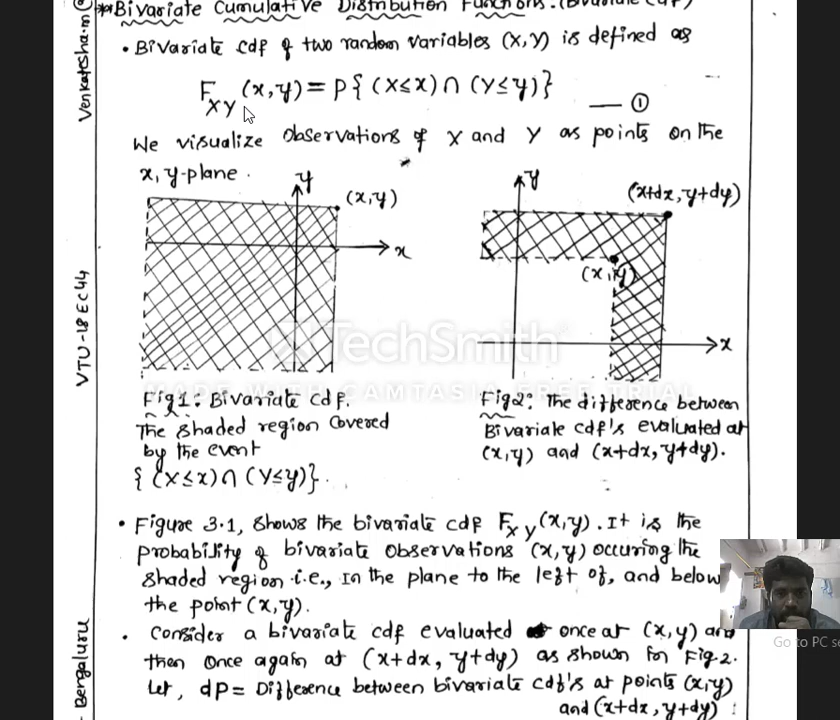 **Bivariate Cumulative Distribution Functions: (Bivariate cdf)
• Bivariate cdf of two random variables (X,Y) is defined as
F_XY (x,y) = P{ (X≤x) ∩ (Y≤y)}
— ①
We visualize observations of X and Y as points on the
x, y-plane.
y
(x,y)
x
Fig1: Bivariate cdf.
The shaded region covered
by the event
{ (X≤x) ∩ (Y≤y)}.
y
(x+dx, y+dy)
(x,y)
x
Fig2: The difference between
Bivariate cdf's evaluated at
(x,y) and (x+dx, y+dy).
TechSmith
MADE WITH CAMTASIA FREE TRIAL
• Figure 3.1, shows the bivariate cdf F_XY (x,y). It is the
probability of bivariate observations (x,y) occuring the
shaded region i.e., In the plane to the left of, and below
the point (x,y).
• Consider a bivariate cdf evaluated once at (x,y) and
then once again at (x+dx, y+dy) as shown for Fig.2.
Let, dP = Difference between bivariate cdf's at points (x,y)
and (x+dx, y+dy) :
Venkatesha.m@
VTU-18EC44
- Bengaluru
Go to PC se